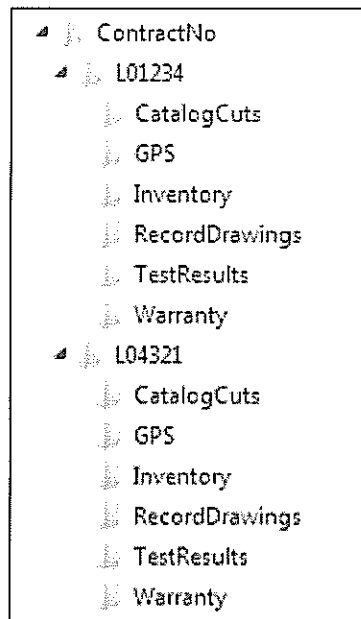 ContractNo
L01234
CatalogCuts
GPS
Inventory
RecordDrawings
TestResults
Warranty
L04321
CatalogCuts
GPS
Inventory
RecordDrawings
TestResults
Warranty